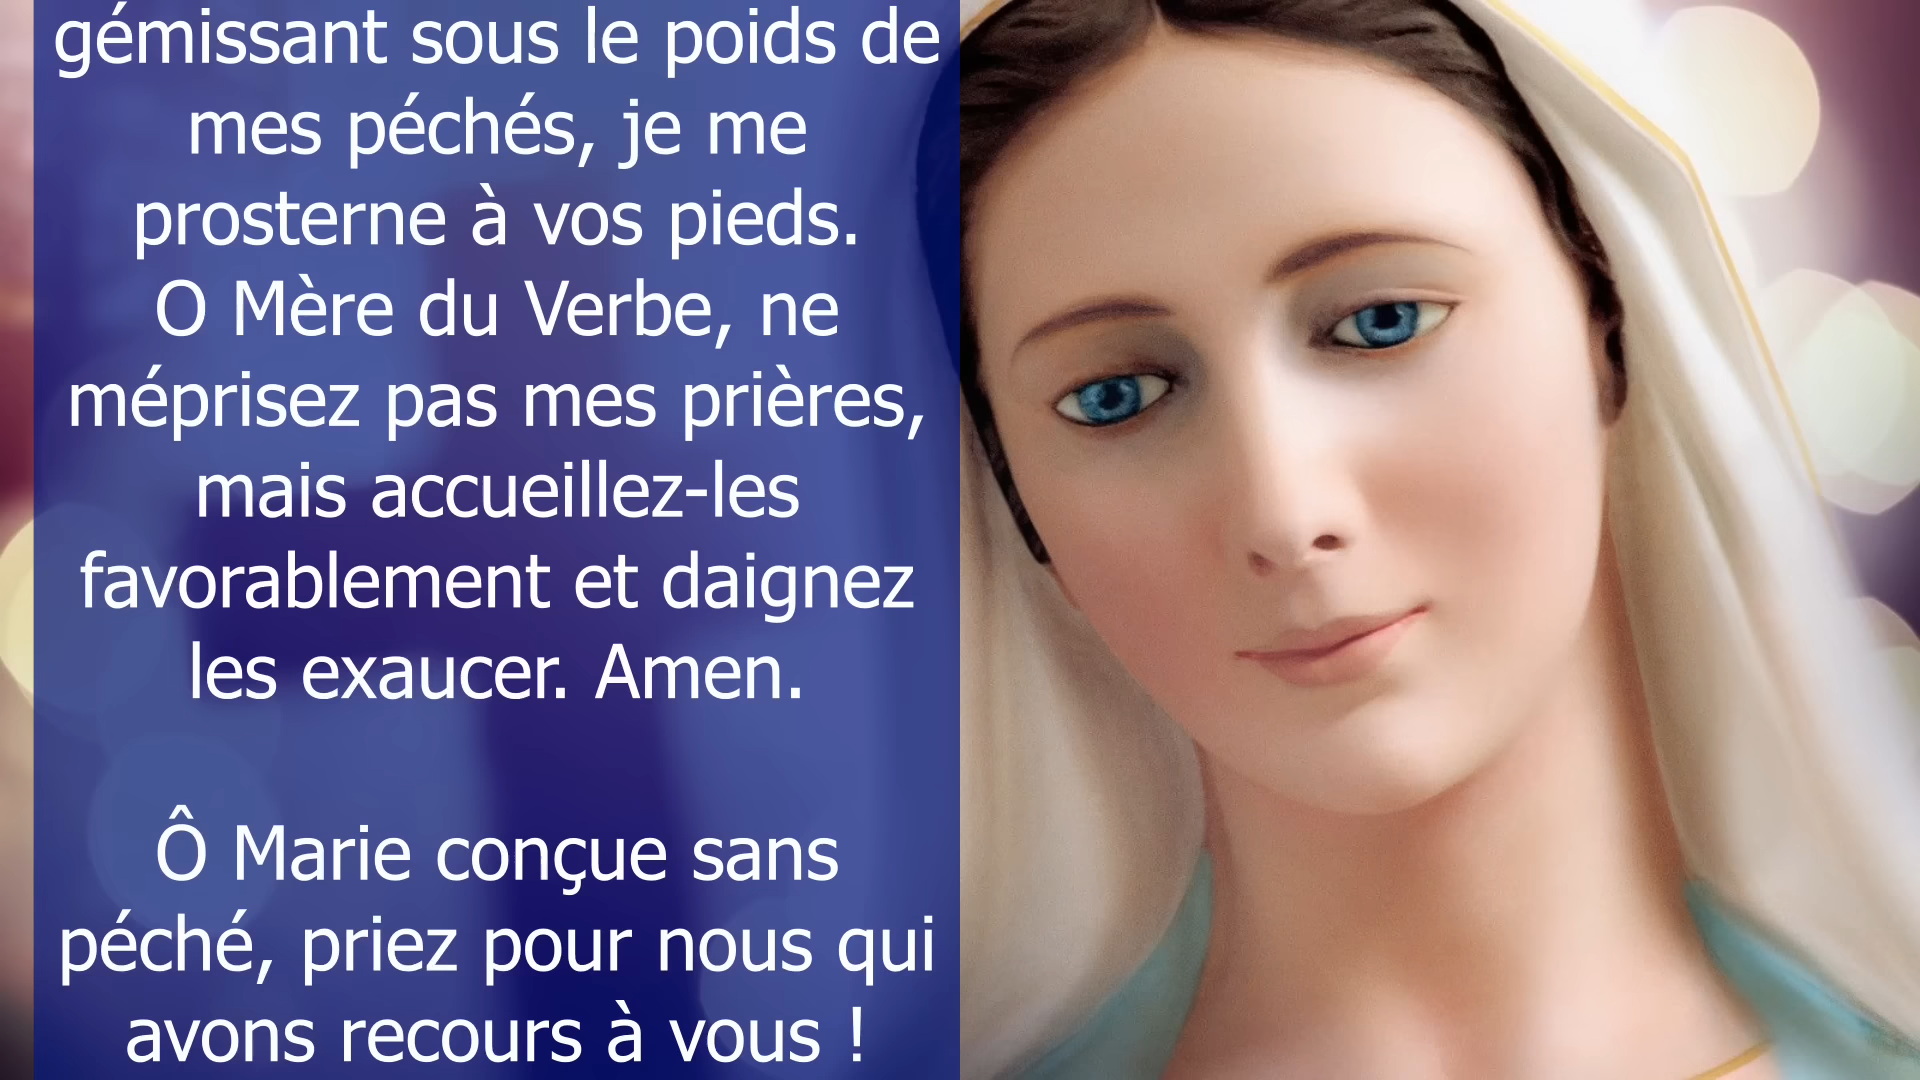 gémissant sous le poids de
mes péchés, je me
prosterne à vos pieds.
O Mère du Verbe, ne
méprisez pas mes prières,
mais accueillez-les
favorablement et daignez
les exaucer. Amen.
Ô Marie conçue sans
péché, priez pour nous qui
avons recours à vous !